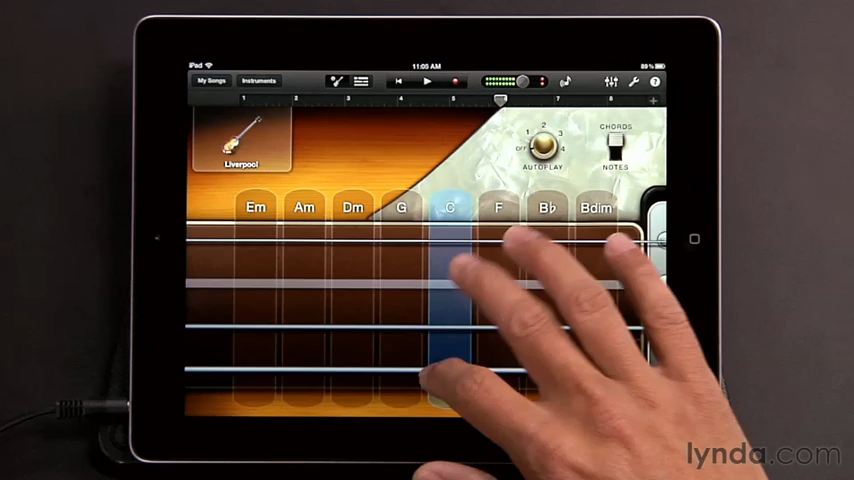 iPad
11:05 AM
89%
My Songs
Instruments
1 2 3 4 5 6 7 8
Liverpool
OFF 1 2 3 4
AUTOPLAY
CHORDS
NOTES
Em Am Dm G C F B♭ Bdim
lynda.com